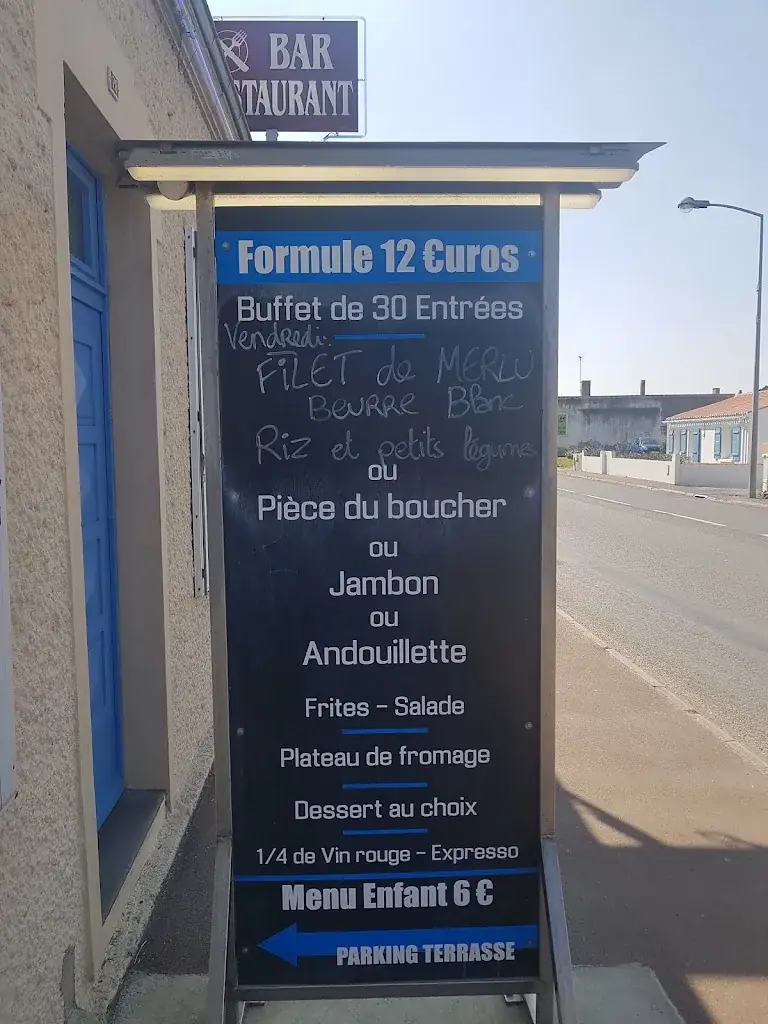 BAR
TAURANT
Formule 12 €uros
Buffet de 30 Entrées
Vendredi:
FILET de MERLU
BEURRE BBnc
Riz et petits légumes
ou
Pièce du boucher
ou
Jambon
ou
Andouillette
Frites - Salade
Plateau de fromage
Dessert au choix
1/4 de Vin rouge - Expresso
Menu Enfant 6 €
PARKING TERRASSE